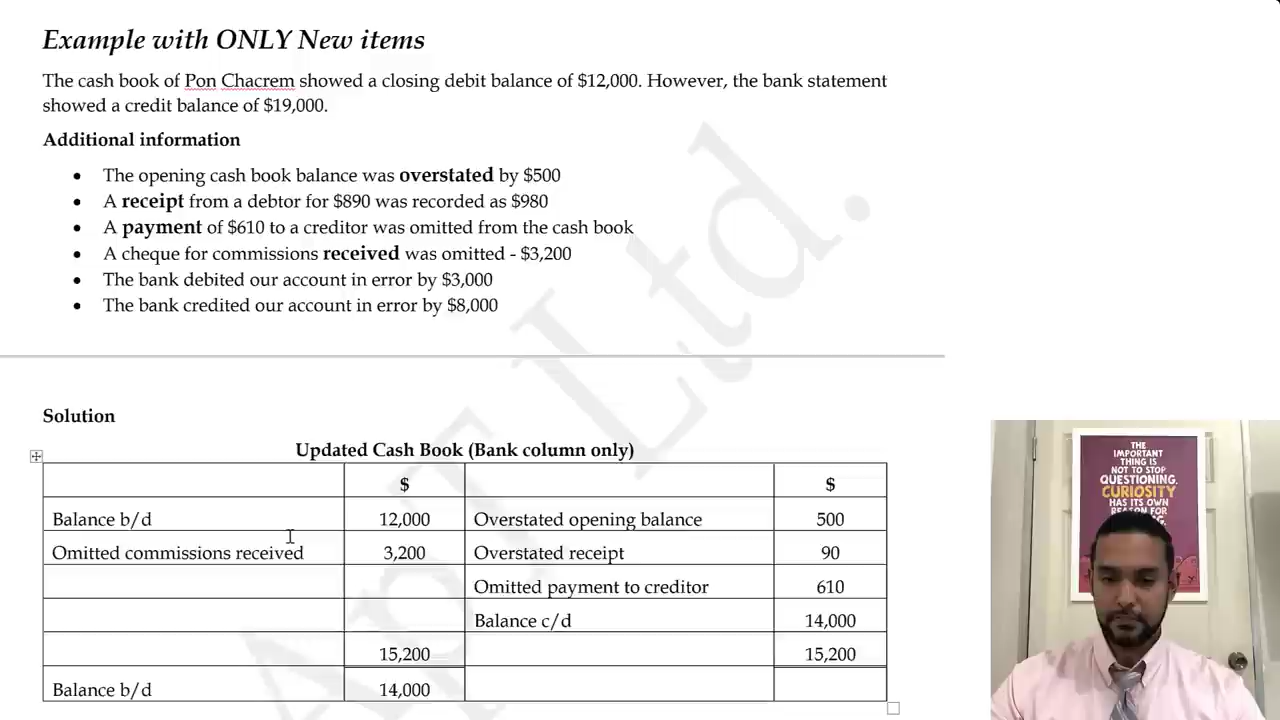 Example with ONLY New items
The cash book of Pon Chacrem showed a closing debit balance of $12,000. However, the bank statement
showed a credit balance of $19,000.
Additional information
• The opening cash book balance was overstated by $500
• A receipt from a debtor for $890 was recorded as $980
• A payment of $610 to a creditor was omitted from the cash book
• A cheque for commissions received was omitted - $3,200
• The bank debited our account in error by $3,000
• The bank credited our account in error by $8,000
Solution
Updated Cash Book (Bank column only)
$ $
Balance b/d 12,000 Overstated opening balance 500
Omitted commissions received 3,200 Overstated receipt 90
Omitted payment to creditor 610
Balance c/d 14,000
15,200 15,200
Balance b/d 14,000
Ltd.
THE
IMPORTANT
THING IS
NOT TO STOP
QUESTIONING.
CURIOSITY
HAS ITS OWN
REASON FOR